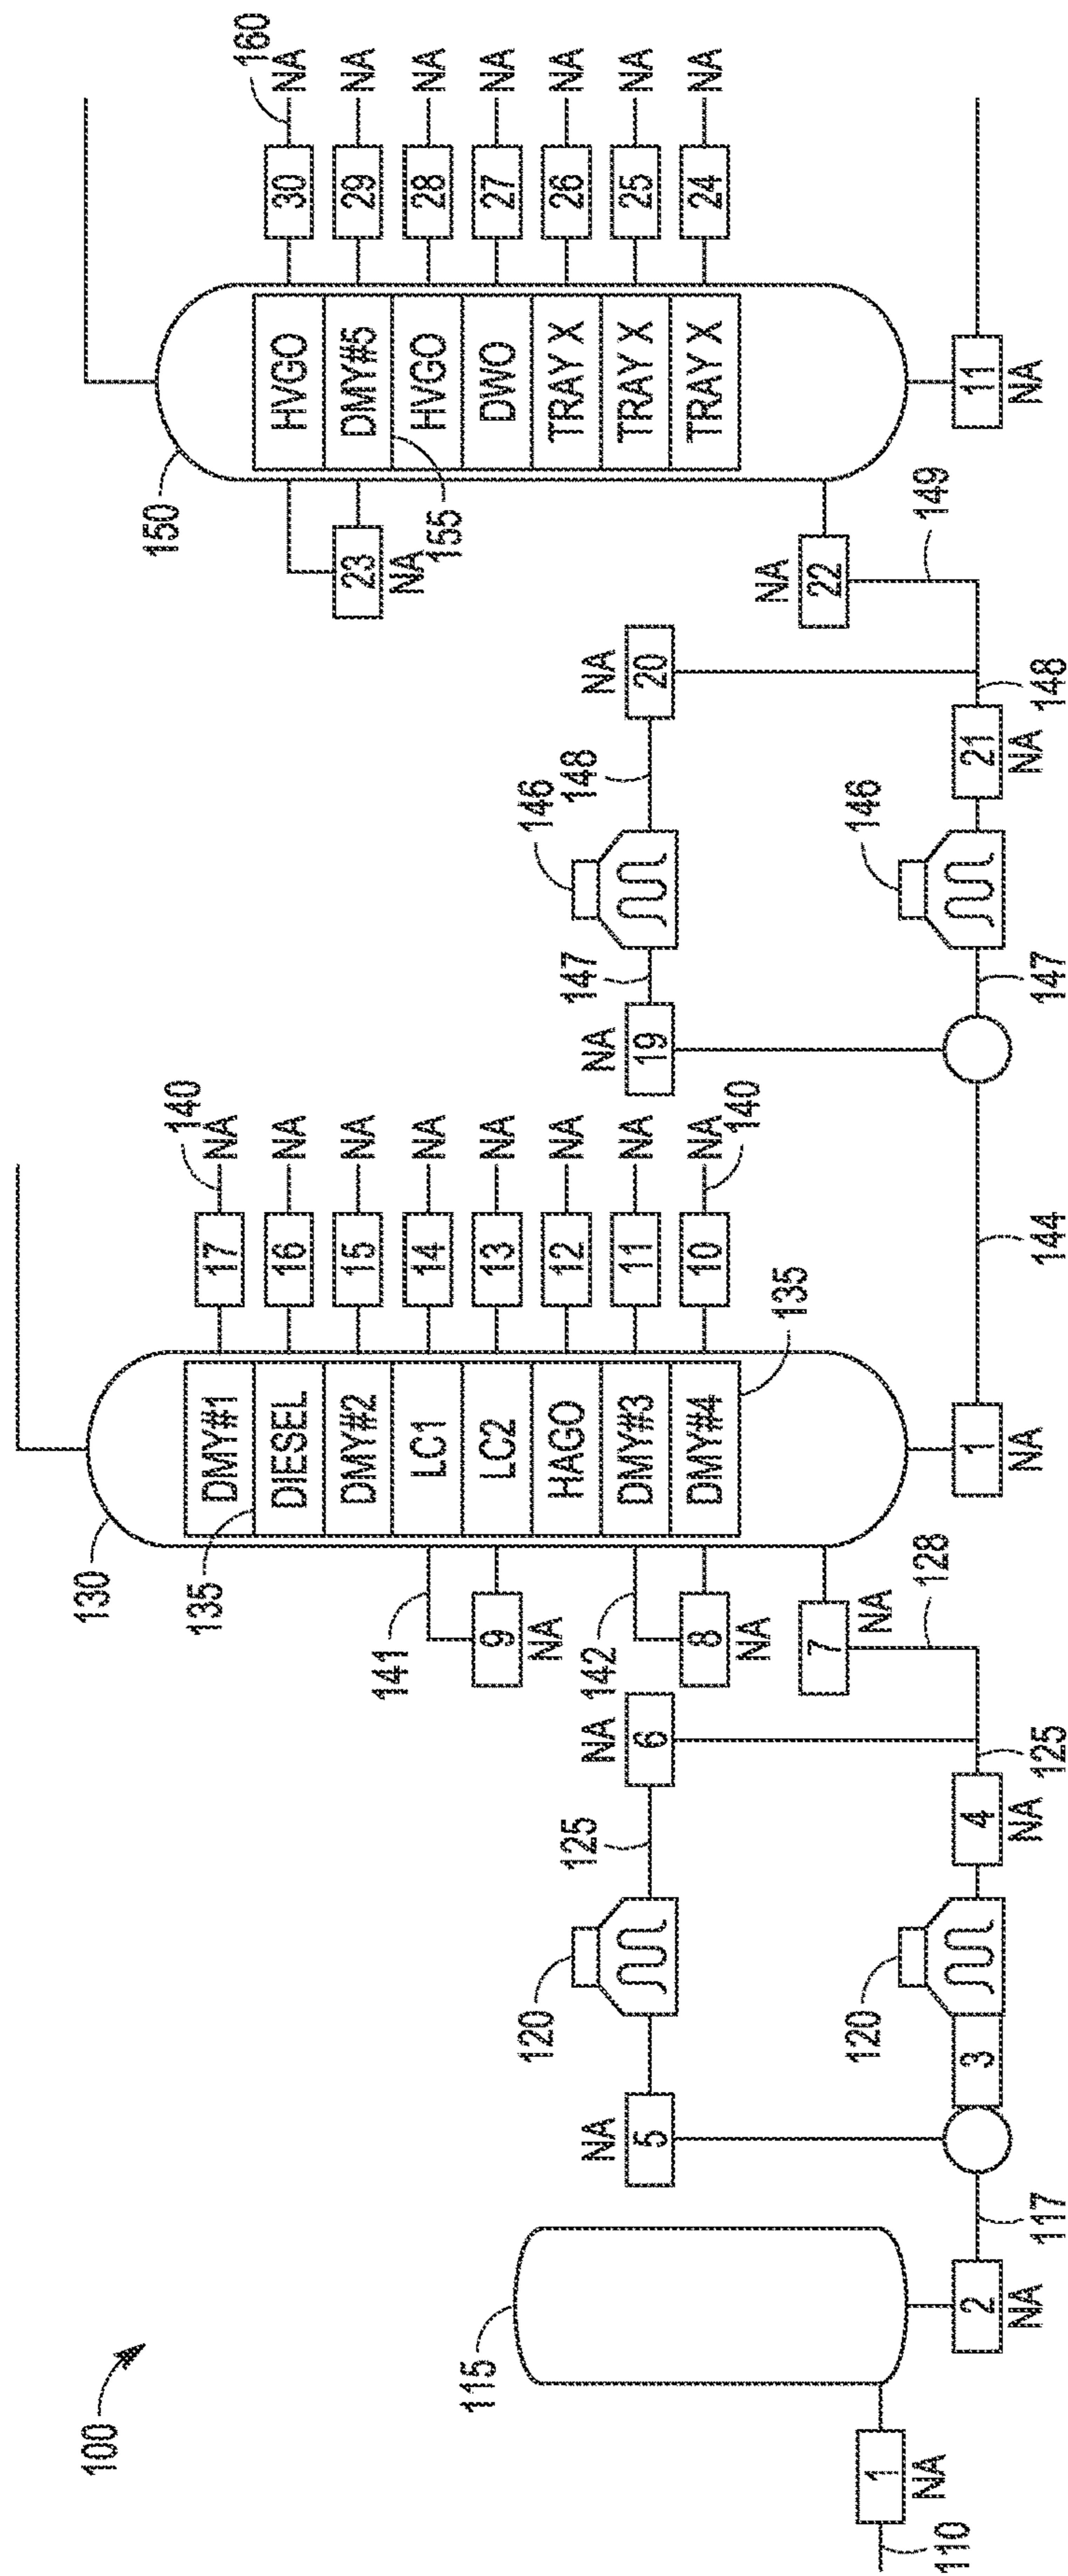 100
110
1
NA
115
2
NA
117
5
NA
3
120
120
125
4
NA
125
6
NA
128
7
NA
8
NA
142
9
NA
141
130
135
DMY#1
DIESEL
DMY#2
LC1
LC2
HAGO
DMY#3
DMY#4
135
1
NA
17
NA
140
16
NA
15
NA
14
NA
13
NA
12
NA
11
NA
10
NA
140
144
19
NA
147
147
146
146
148
21
NA
148
20
NA
149
22
NA
23
NA
155
150
HVGO
DMY#5
HVGO
DWO
TRAY X
TRAY X
TRAY X
11
NA
30
NA
160
29
NA
28
NA
27
NA
26
NA
25
NA
24
NA